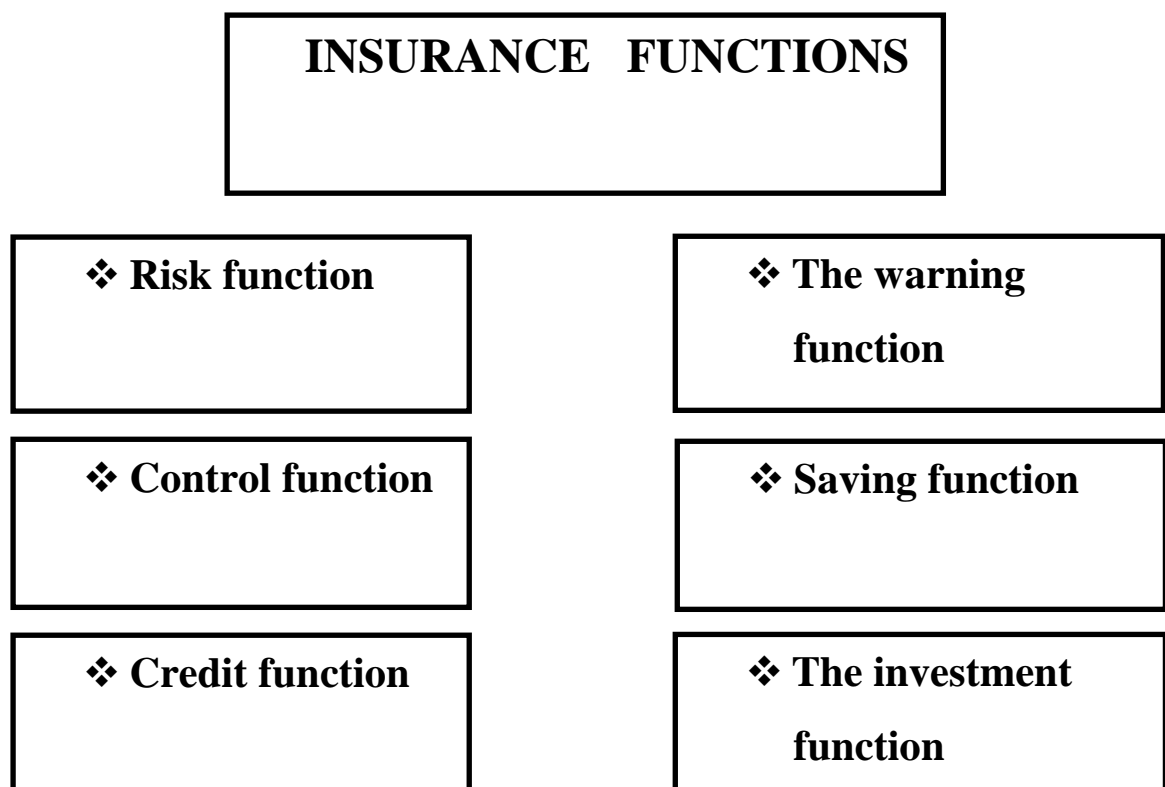 INSURANCE FUNCTIONS
❖ Risk function
❖ The warning
function
❖ Control function
❖ Saving function
❖ Credit function
❖ The investment
function